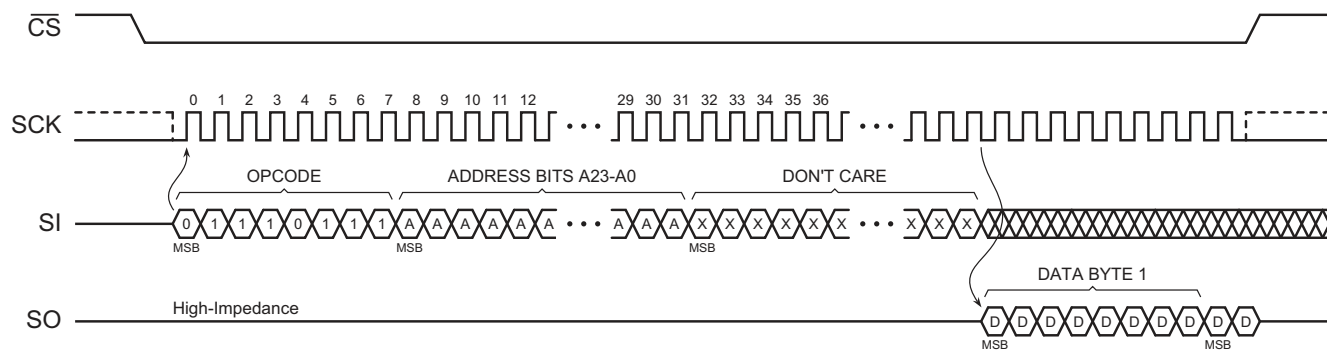 CS
0 1 2 3 4 5 6 7 8 9 10 11 12 29 30 31 32 33 34 35 36
SCK • • • • • •
OPCODE ADDRESS BITS A23-A0 DON'T CARE
SI 0 1 1 1 0 1 1 1 A A A A A A • • • A A A X X X X X X • • • X X X
MSB MSB MSB
DATA BYTE 1
High-Impedance
SO D D D D D D D D D D
MSB MSB